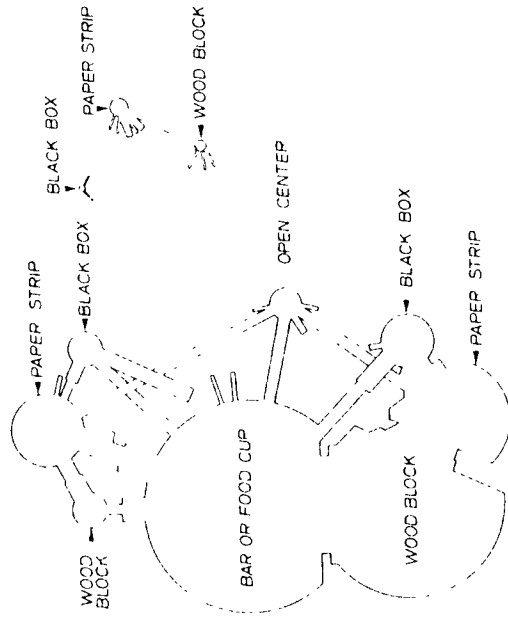 PAPER STRIP
BLACK BOX
WOOD BLOCK
PAPER STRIP
BLACK BOX
OPEN CENTER
BLACK BOX
PAPER STRIP
WOOD
BLOCK
BAR OR FOOD CUP
WOOD BLOCK